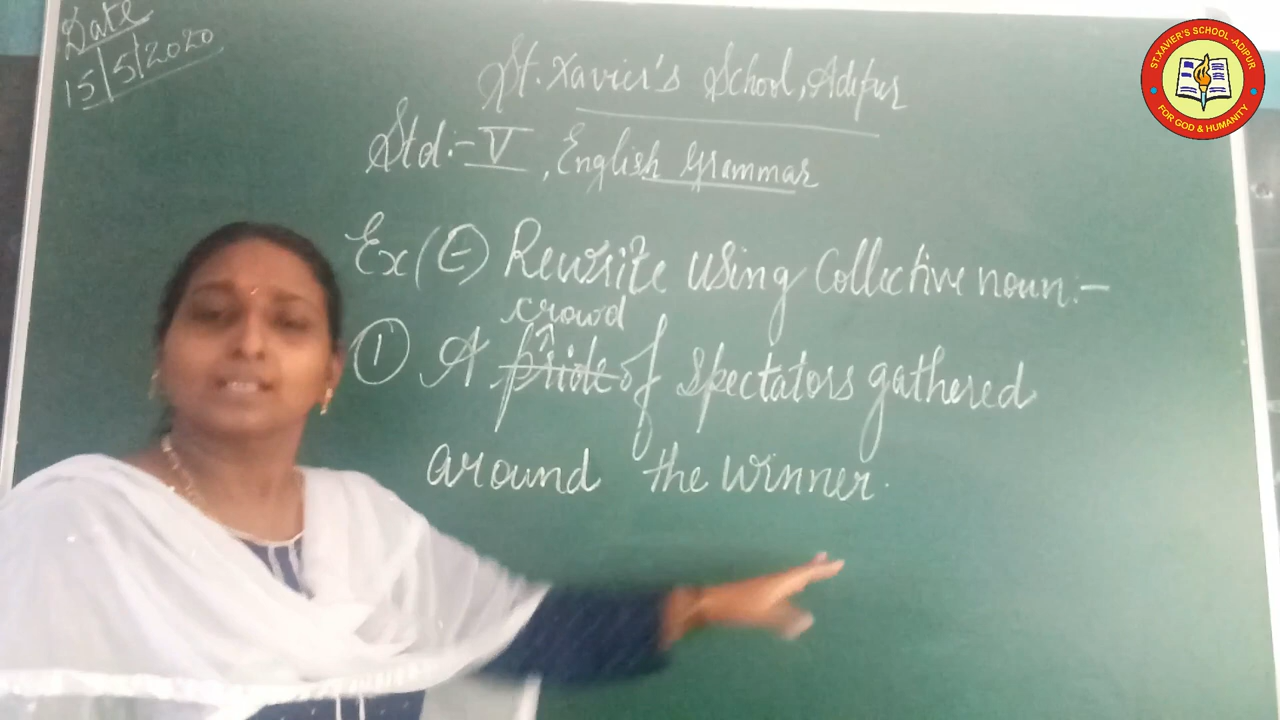 Date
15/5/2020
St. Xavier's School, Adipur
Std:- V , English Grammar
Ex (E) Rewrite using Collective noun:-
crowd
① A pride of spectators gathered
around the winner.
ST.XAVIER'S SCHOOL-ADIPUR
FOR GOD & HUMANITY